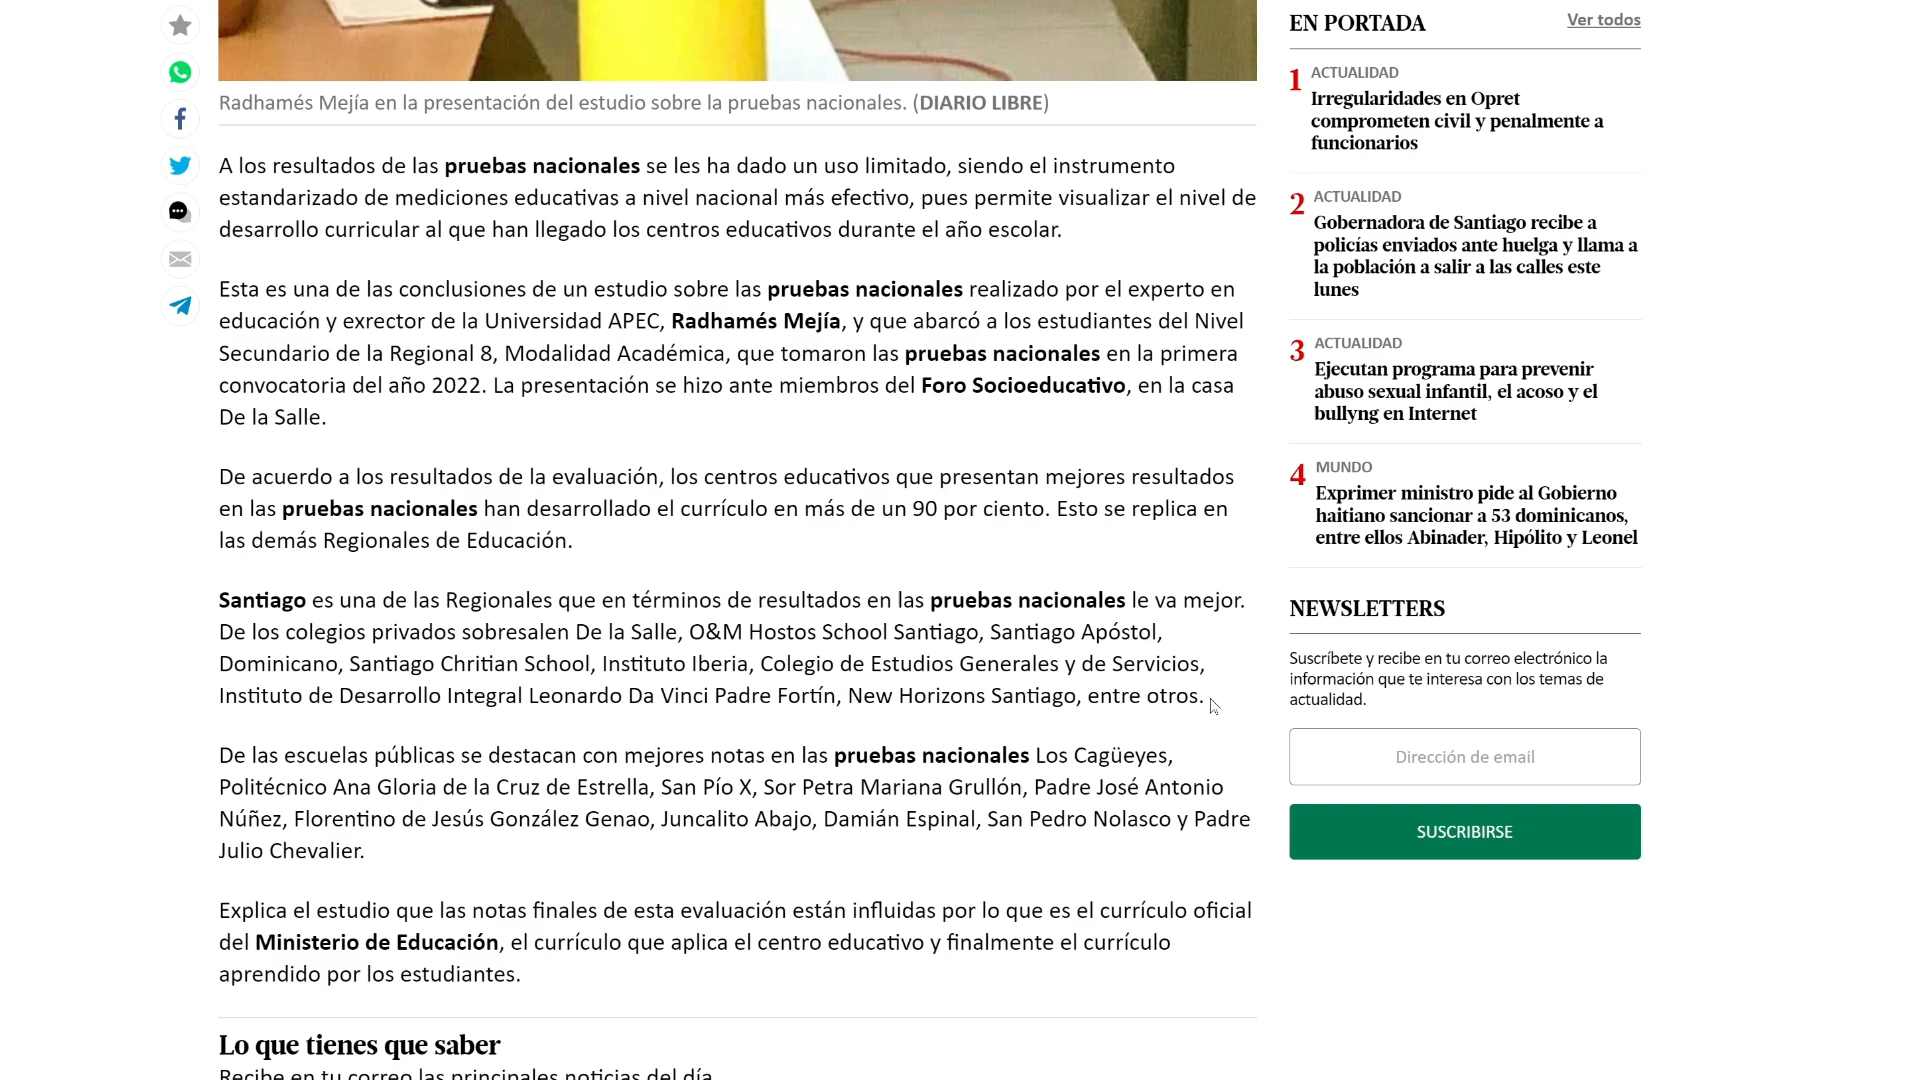 Radhamés Mejía en la presentación del estudio sobre la pruebas nacionales. (DIARIO LIBRE)
A los resultados de las pruebas nacionales se les ha dado un uso limitado, siendo el instrumento
estandarizado de mediciones educativas a nivel nacional más efectivo, pues permite visualizar el nivel de
desarrollo curricular al que han llegado los centros educativos durante el año escolar.
Esta es una de las conclusiones de un estudio sobre las pruebas nacionales realizado por el experto en
educación y exrector de la Universidad APEC, Radhamés Mejía, y que abarcó a los estudiantes del Nivel
Secundario de la Regional 8, Modalidad Académica, que tomaron las pruebas nacionales en la primera
convocatoria del año 2022. La presentación se hizo ante miembros del Foro Socioeducativo, en la casa
De la Salle.
De acuerdo a los resultados de la evaluación, los centros educativos que presentan mejores resultados
en las pruebas nacionales han desarrollado el currículo en más de un 90 por ciento. Esto se replica en
las demás Regionales de Educación.
Santiago es una de las Regionales que en términos de resultados en las pruebas nacionales le va mejor.
De los colegios privados sobresalen De la Salle, O&M Hostos School Santiago, Santiago Apóstol,
Dominicano, Santiago Chritian School, Instituto Iberia, Colegio de Estudios Generales y de Servicios,
Instituto de Desarrollo Integral Leonardo Da Vinci Padre Fortín, New Horizons Santiago, entre otros.
De las escuelas públicas se destacan con mejores notas en las pruebas nacionales Los Cagüeyes,
Politécnico Ana Gloria de la Cruz de Estrella, San Pío X, Sor Petra Mariana Grullón, Padre José Antonio
Núñez, Florentino de Jesús González Genao, Juncalito Abajo, Damián Espinal, San Pedro Nolasco y Padre
Julio Chevalier.
Explica el estudio que las notas finales de esta evaluación están influidas por lo que es el currículo oficial
del Ministerio de Educación, el currículo que aplica el centro educativo y finalmente el currículo
aprendido por los estudiantes.
Lo que tienes que saber
Recibe en tu correo las principales noticias del día
EN PORTADA
Ver todos
1 ACTUALIDAD
Irregularidades en Opret
comprometen civil y penalmente a
funcionarios
2 ACTUALIDAD
Gobernadora de Santiago recibe a
policías enviados ante huelga y llama a
la población a salir a las calles este
lunes
3 ACTUALIDAD
Ejecutan programa para prevenir
abuso sexual infantil, el acoso y el
bullyng en Internet
4 MUNDO
Exprimer ministro pide al Gobierno
haitiano sancionar a 53 dominicanos,
entre ellos Abinader, Hipólito y Leonel
NEWSLETTERS
Suscríbete y recibe en tu correo electrónico la
información que te interesa con los temas de
actualidad.
Dirección de email
SUSCRIBIRSE